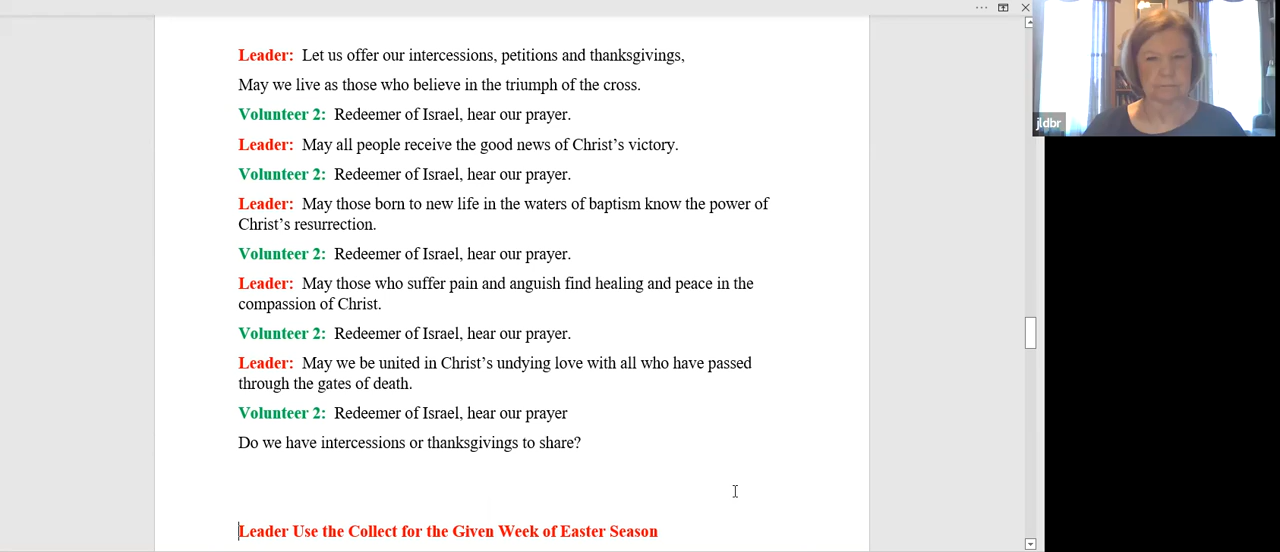 Leader:  Let us offer our intercessions, petitions and thanksgivings,
May we live as those who believe in the triumph of the cross.
Volunteer 2:  Redeemer of Israel, hear our prayer.
Leader:  May all people receive the good news of Christ’s victory.
Volunteer 2:  Redeemer of Israel, hear our prayer.
Leader:  May those born to new life in the waters of baptism know the power of
Christ’s resurrection.
Volunteer 2:  Redeemer of Israel, hear our prayer.
Leader:  May those who suffer pain and anguish find healing and peace in the
compassion of Christ.
Volunteer 2:  Redeemer of Israel, hear our prayer.
Leader:  May we be united in Christ’s undying love with all who have passed
through the gates of death.
Volunteer 2:  Redeemer of Israel, hear our prayer
Do we have intercessions or thanksgivings to share?
Leader Use the Collect for the Given Week of Easter Season
jldbr